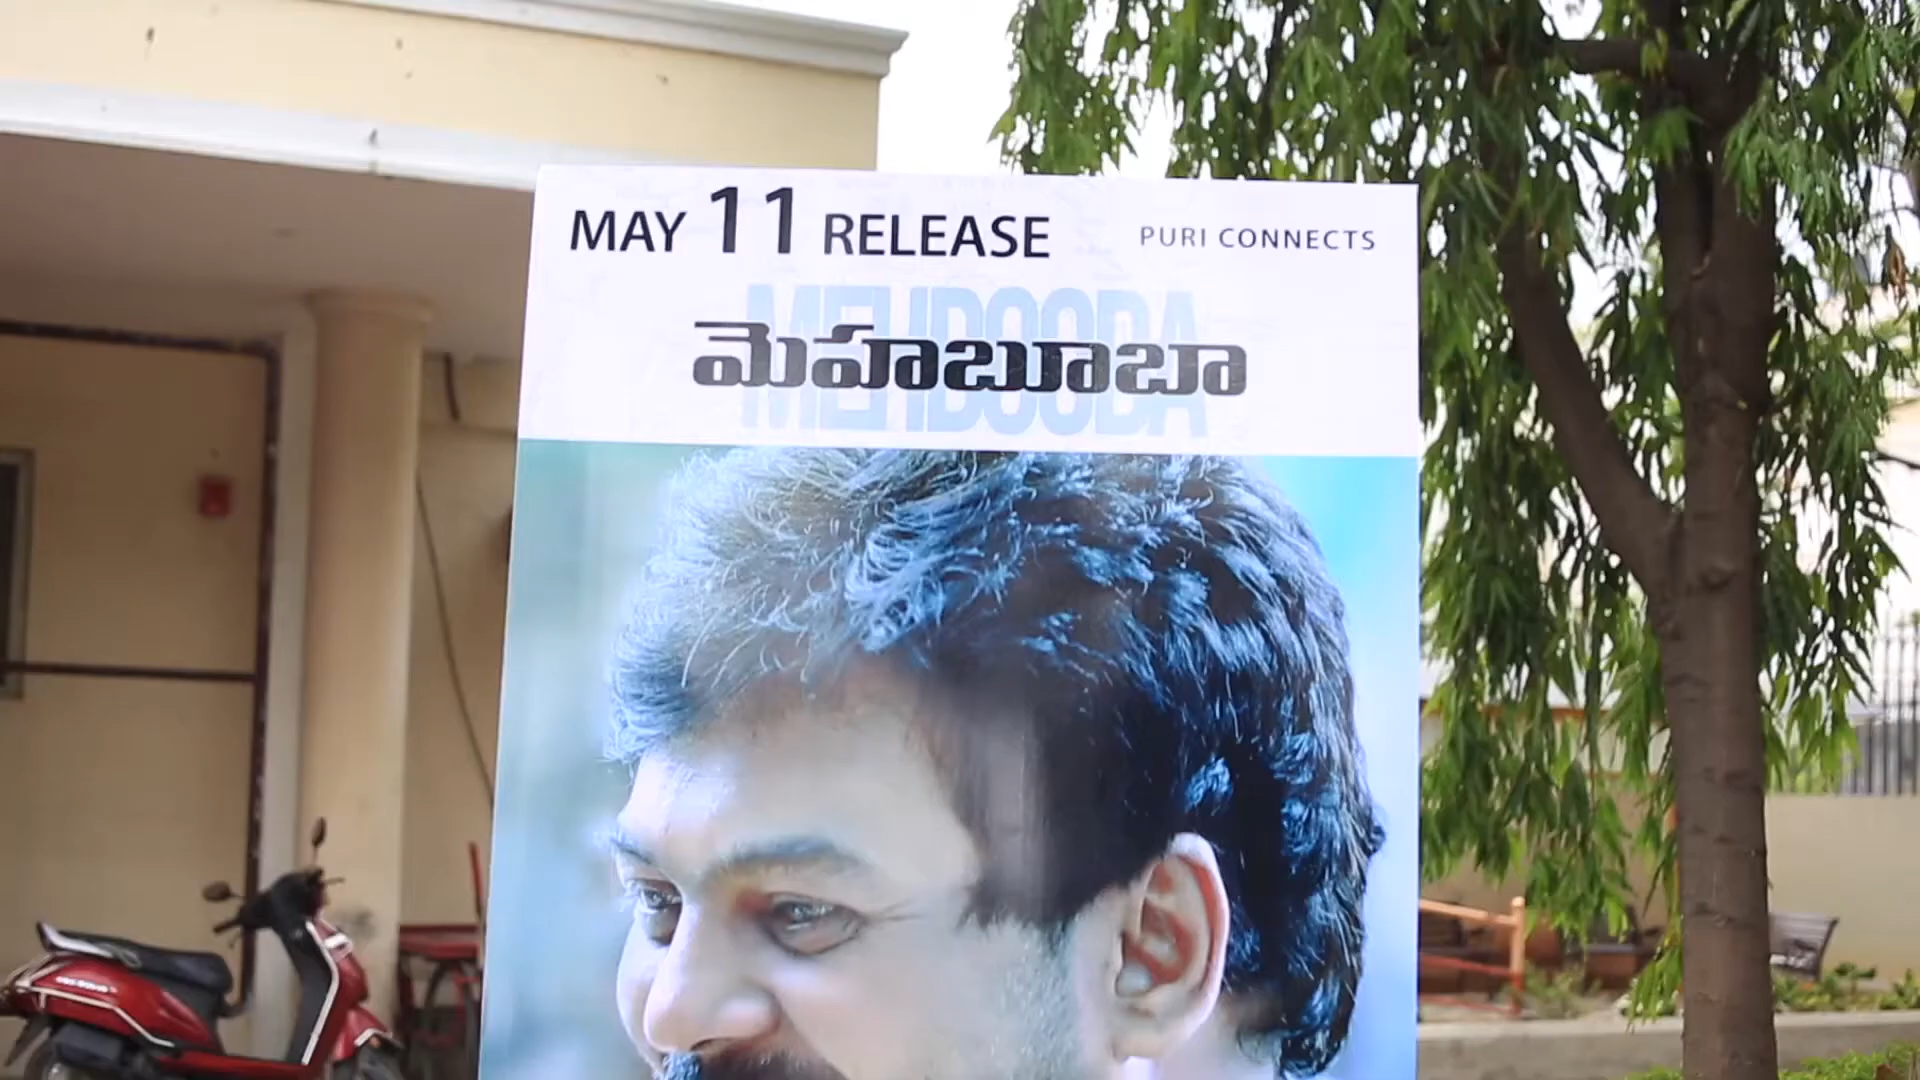 MAY 11 RELEASE PURI CONNECTS
MEHBOOBA
మెహబూబా